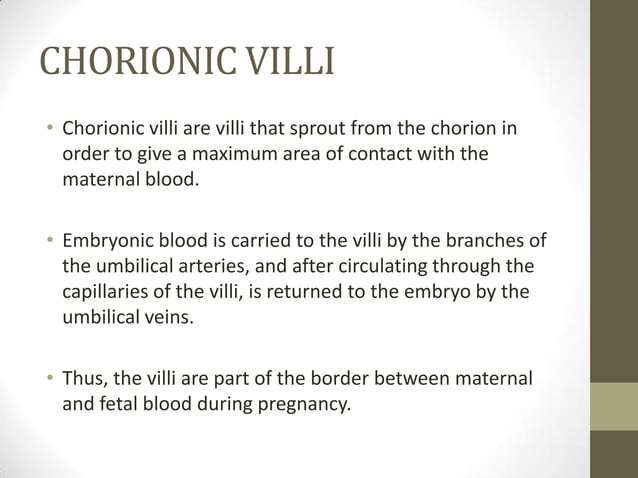 CHORIONIC VILLI
• Chorionic villi are villi that sprout from the chorion in
order to give a maximum area of contact with the
maternal blood.
• Embryonic blood is carried to the villi by the branches of
the umbilical arteries, and after circulating through the
capillaries of the villi, is returned to the embryo by the
umbilical veins.
• Thus, the villi are part of the border between maternal
and fetal blood during pregnancy.